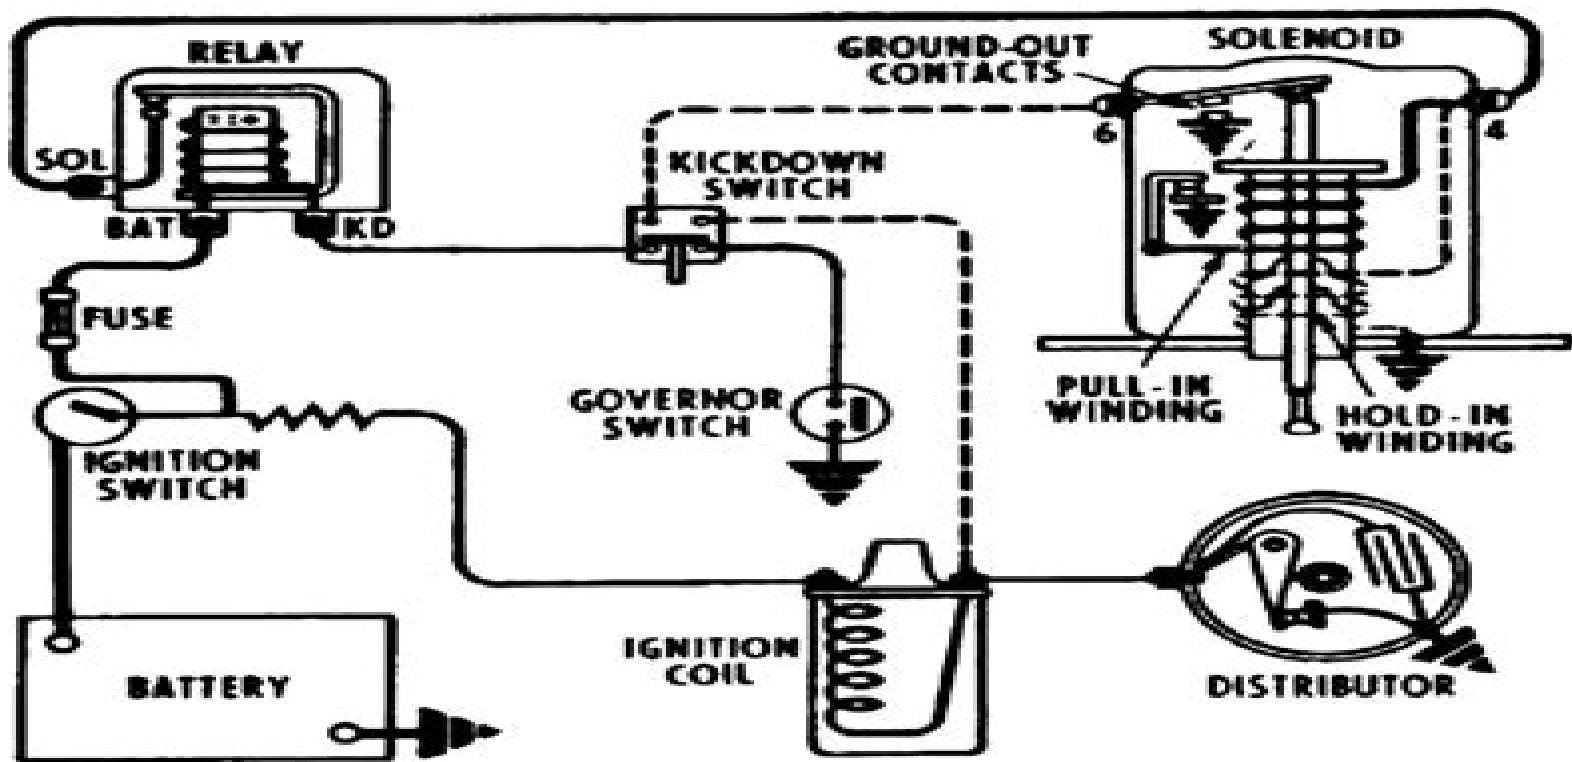 RELAY
GROUND-OUT
CONTACTS
SOLENOID
6
4
SOL
KICKDOWN
SWITCH
BAT
KD
FUSE
PULL-IN
WINDING
GOVERNOR
SWITCH
HOLD-IN
WINDING
IGNITION
SWITCH
IGNITION
COIL
BATTERY
DISTRIBUTOR